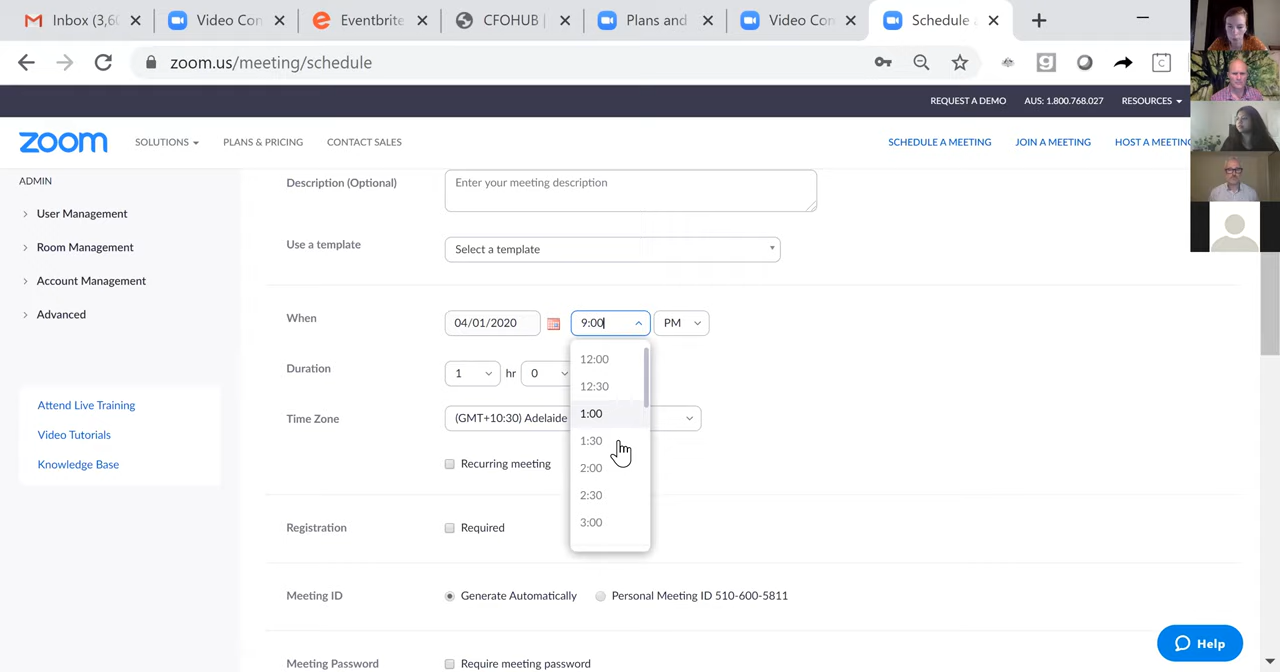 Inbox (3,60
Video Con
Eventbrite
CFOHUB |
Plans and
Video Con
Schedule a
zoom.us/meeting/schedule
REQUEST A DEMO
AUS: 1.800.768.027
RESOURCES
zoom
SOLUTIONS
PLANS & PRICING
CONTACT SALES
SCHEDULE A MEETING
JOIN A MEETING
HOST A MEETING
ADMIN
User Management
Room Management
Account Management
Advanced
Attend Live Training
Video Tutorials
Knowledge Base
Description (Optional)
Enter your meeting description
Use a template
Select a template
When
04/01/2020
9:00
PM
12:00
12:30
1:00
1:30
2:00
2:30
3:00
Duration
1
hr
0
Time Zone
(GMT+10:30) Adelaide
Recurring meeting
Registration
Required
Meeting ID
Generate Automatically
Personal Meeting ID 510-600-5811
Meeting Password
Require meeting password
Help